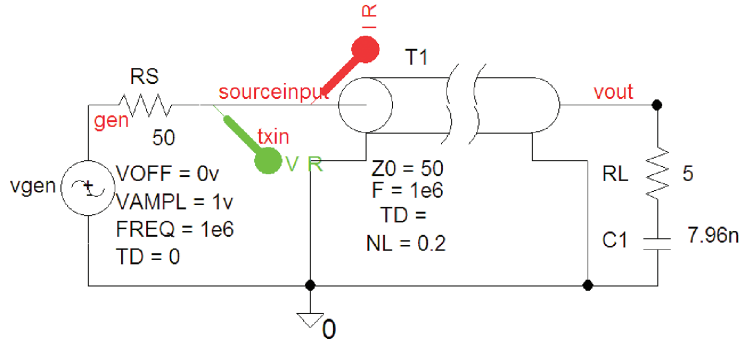 I R
T1
RS
sourceinput
vout
gen
50
txin
V R
vgen
VOFF = 0v
VAMPL = 1v
FREQ = 1e6
TD = 0
Z0 = 50
F = 1e6
TD =
NL = 0.2
RL
5
C1
7.96n
0